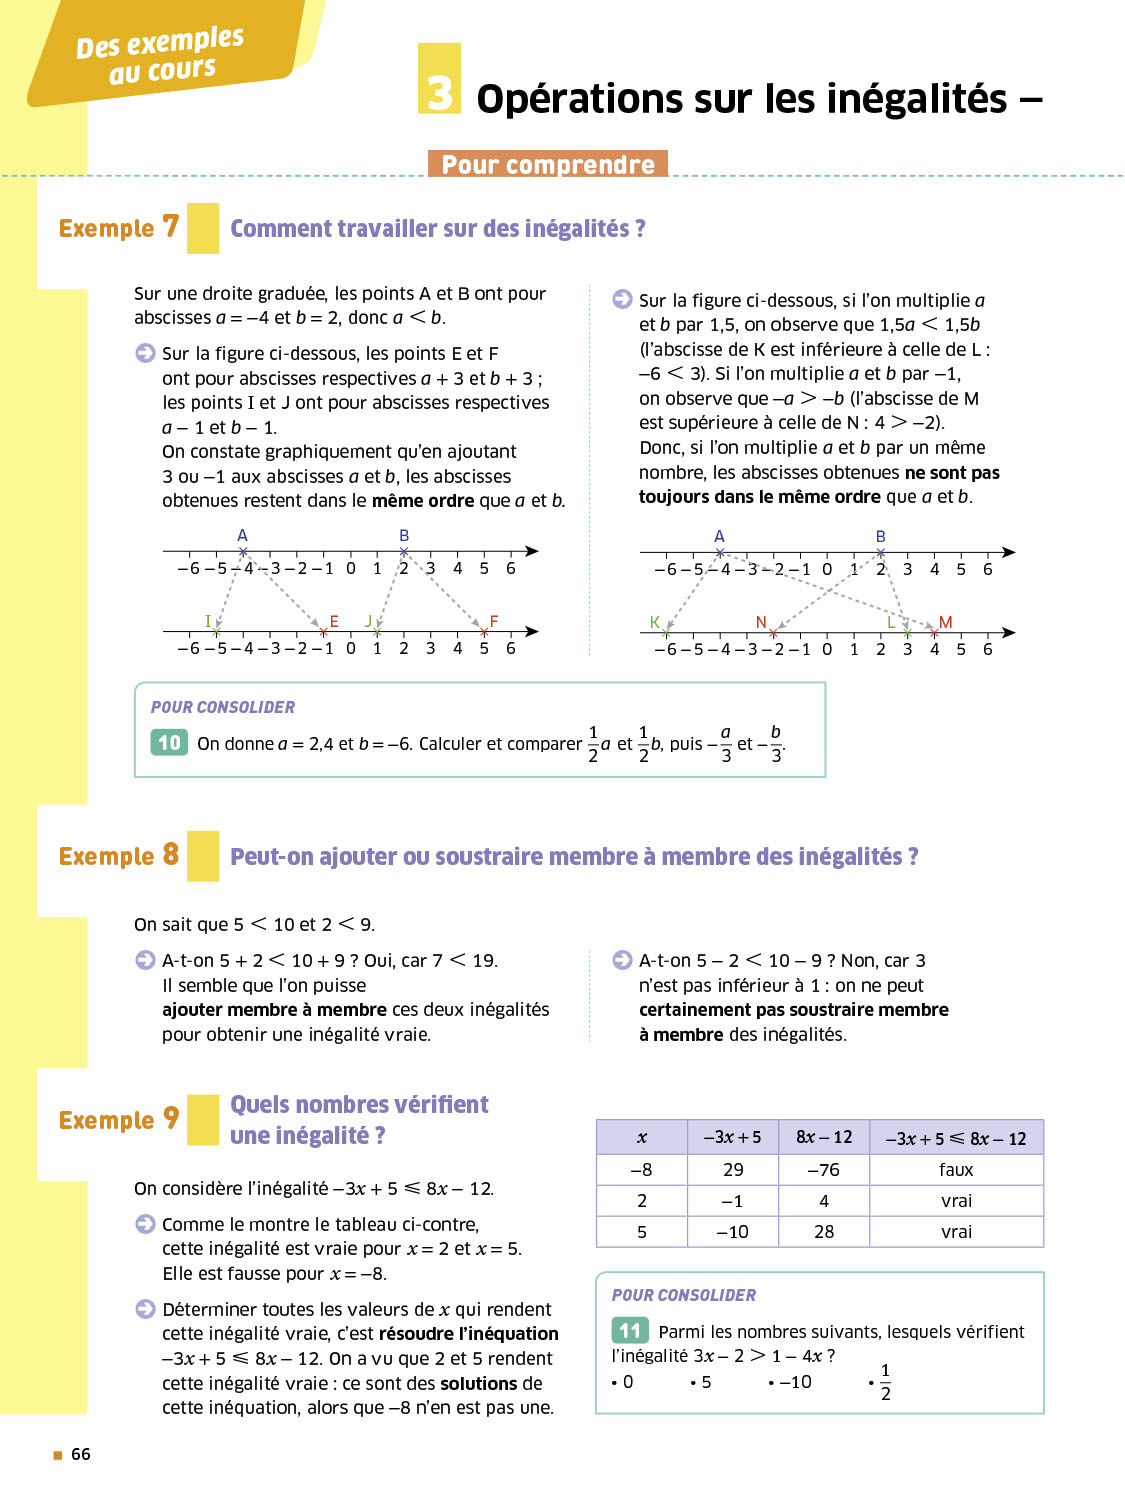 Des exemples
au cours
3 Opérations sur les inégalités –
Pour comprendre
Exemple 7 Comment travailler sur des inégalités ?
Sur une droite graduée, les points A et B ont pour
abscisses a = −4 et b = 2, donc a < b.
Sur la figure ci-dessous, les points E et F
ont pour abscisses respectives a + 3 et b + 3 ;
les points I et J ont pour abscisses respectives
a − 1 et b − 1.
On constate graphiquement qu'en ajoutant
3 ou −1 aux abscisses a et b, les abscisses
obtenues restent dans le même ordre que a et b.
A B
−6 −5 −4 −3 −2 −1 0 1 2 3 4 5 6
I E J F
−6 −5 −4 −3 −2 −1 0 1 2 3 4 5 6
Sur la figure ci-dessous, si l'on multiplie a
et b par 1,5, on observe que 1,5a < 1,5b
(l'abscisse de K est inférieure à celle de L :
−6 < 3). Si l'on multiplie a et b par −1,
on observe que −a > −b (l'abscisse de M
est supérieure à celle de N : 4 > −2).
Donc, si l'on multiplie a et b par un même
nombre, les abscisses obtenues ne sont pas
toujours dans le même ordre que a et b.
A B
−6 −5 −4 −3 −2 −1 0 1 2 3 4 5 6
K N L M
−6 −5 −4 −3 −2 −1 0 1 2 3 4 5 6
POUR CONSOLIDER
10 On donne a = 2,4 et b = −6. Calculer et comparer 1/2 a et 1/2 b, puis −a/3 et −b/3.
Exemple 8 Peut-on ajouter ou soustraire membre à membre des inégalités ?
On sait que 5 < 10 et 2 < 9.
A-t-on 5 + 2 < 10 + 9 ? Oui, car 7 < 19.
Il semble que l'on puisse
ajouter membre à membre ces deux inégalités
pour obtenir une inégalité vraie.
A-t-on 5 − 2 < 10 − 9 ? Non, car 3
n'est pas inférieur à 1 : on ne peut
certainement pas soustraire membre
à membre des inégalités.
Exemple 9 Quels nombres vérifient
une inégalité ?
On considère l'inégalité −3x + 5 ⩽ 8x − 12.
Comme le montre le tableau ci-contre,
cette inégalité est vraie pour x = 2 et x = 5.
Elle est fausse pour x = −8.
Déterminer toutes les valeurs de x qui rendent
cette inégalité vraie, c'est résoudre l'inéquation
−3x + 5 ⩽ 8x − 12. On a vu que 2 et 5 rendent
cette inégalité vraie : ce sont des solutions de
cette inéquation, alors que −8 n'en est pas une.
x −3x + 5 8x − 12 −3x + 5 ⩽ 8x − 12
−8 29 −76 faux
2 −1 4 vrai
5 −10 28 vrai
POUR CONSOLIDER
11 Parmi les nombres suivants, lesquels vérifient
l'inégalité 3x − 2 > 1 − 4x ?
• 0 • 5 • −10 • 1/2
66